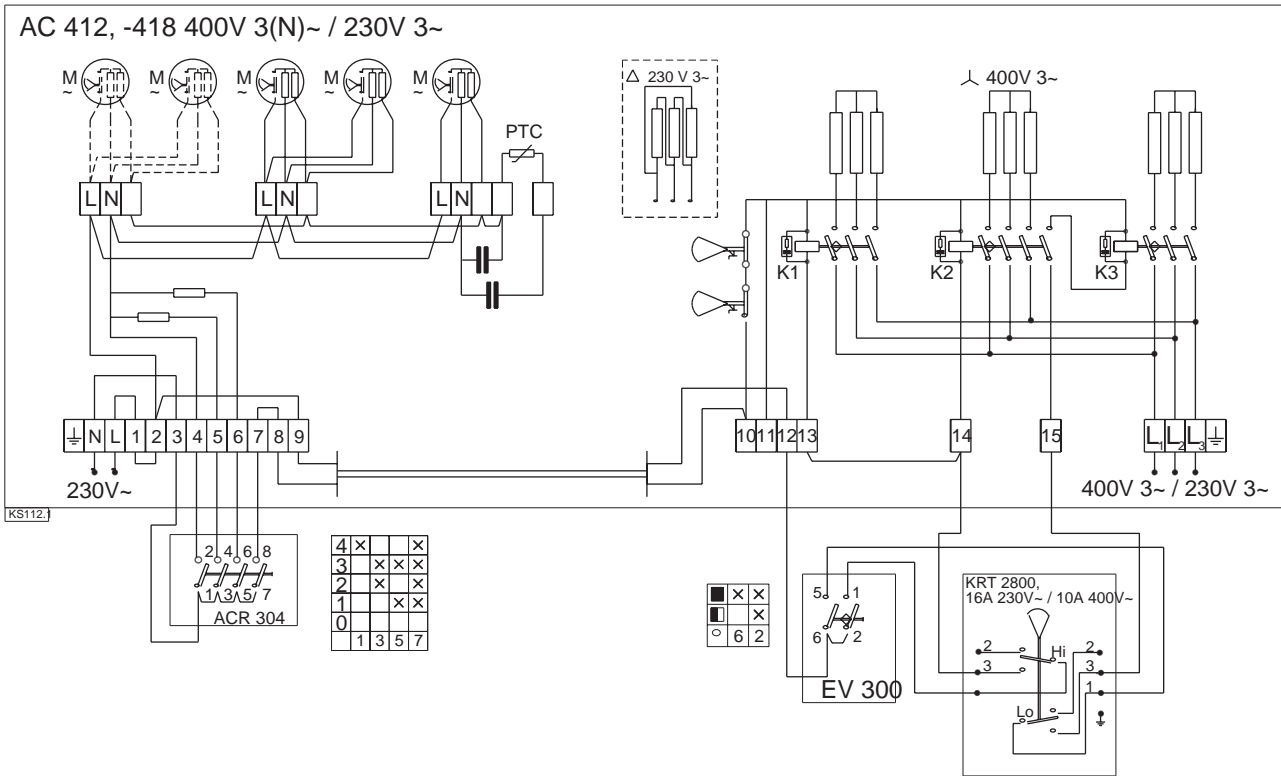 AC 412, -418 400V 3(N)~ / 230V 3~
M ~ M ~ M ~ M ~ M ~
△ 230 V 3~
400V 3~
PTC
L N L N L N
K1 K2 K3
N L 1 2 3 4 5 6 7 8 9
10 11 12 13 14 15 L1 L2 L3
230V~
400V 3~ / 230V 3~
KS112.1
2 4 6 8
1 3 5 7
ACR 304
4 × ×
3 × × ×
2 × ×
1 × ×
0
1 3 5 7
× ×
×
6 2
5 1
6 2
EV 300
KRT 2800,
16A 230V~ / 10A 400V~
2 Hi 2
3 3
1
Lo